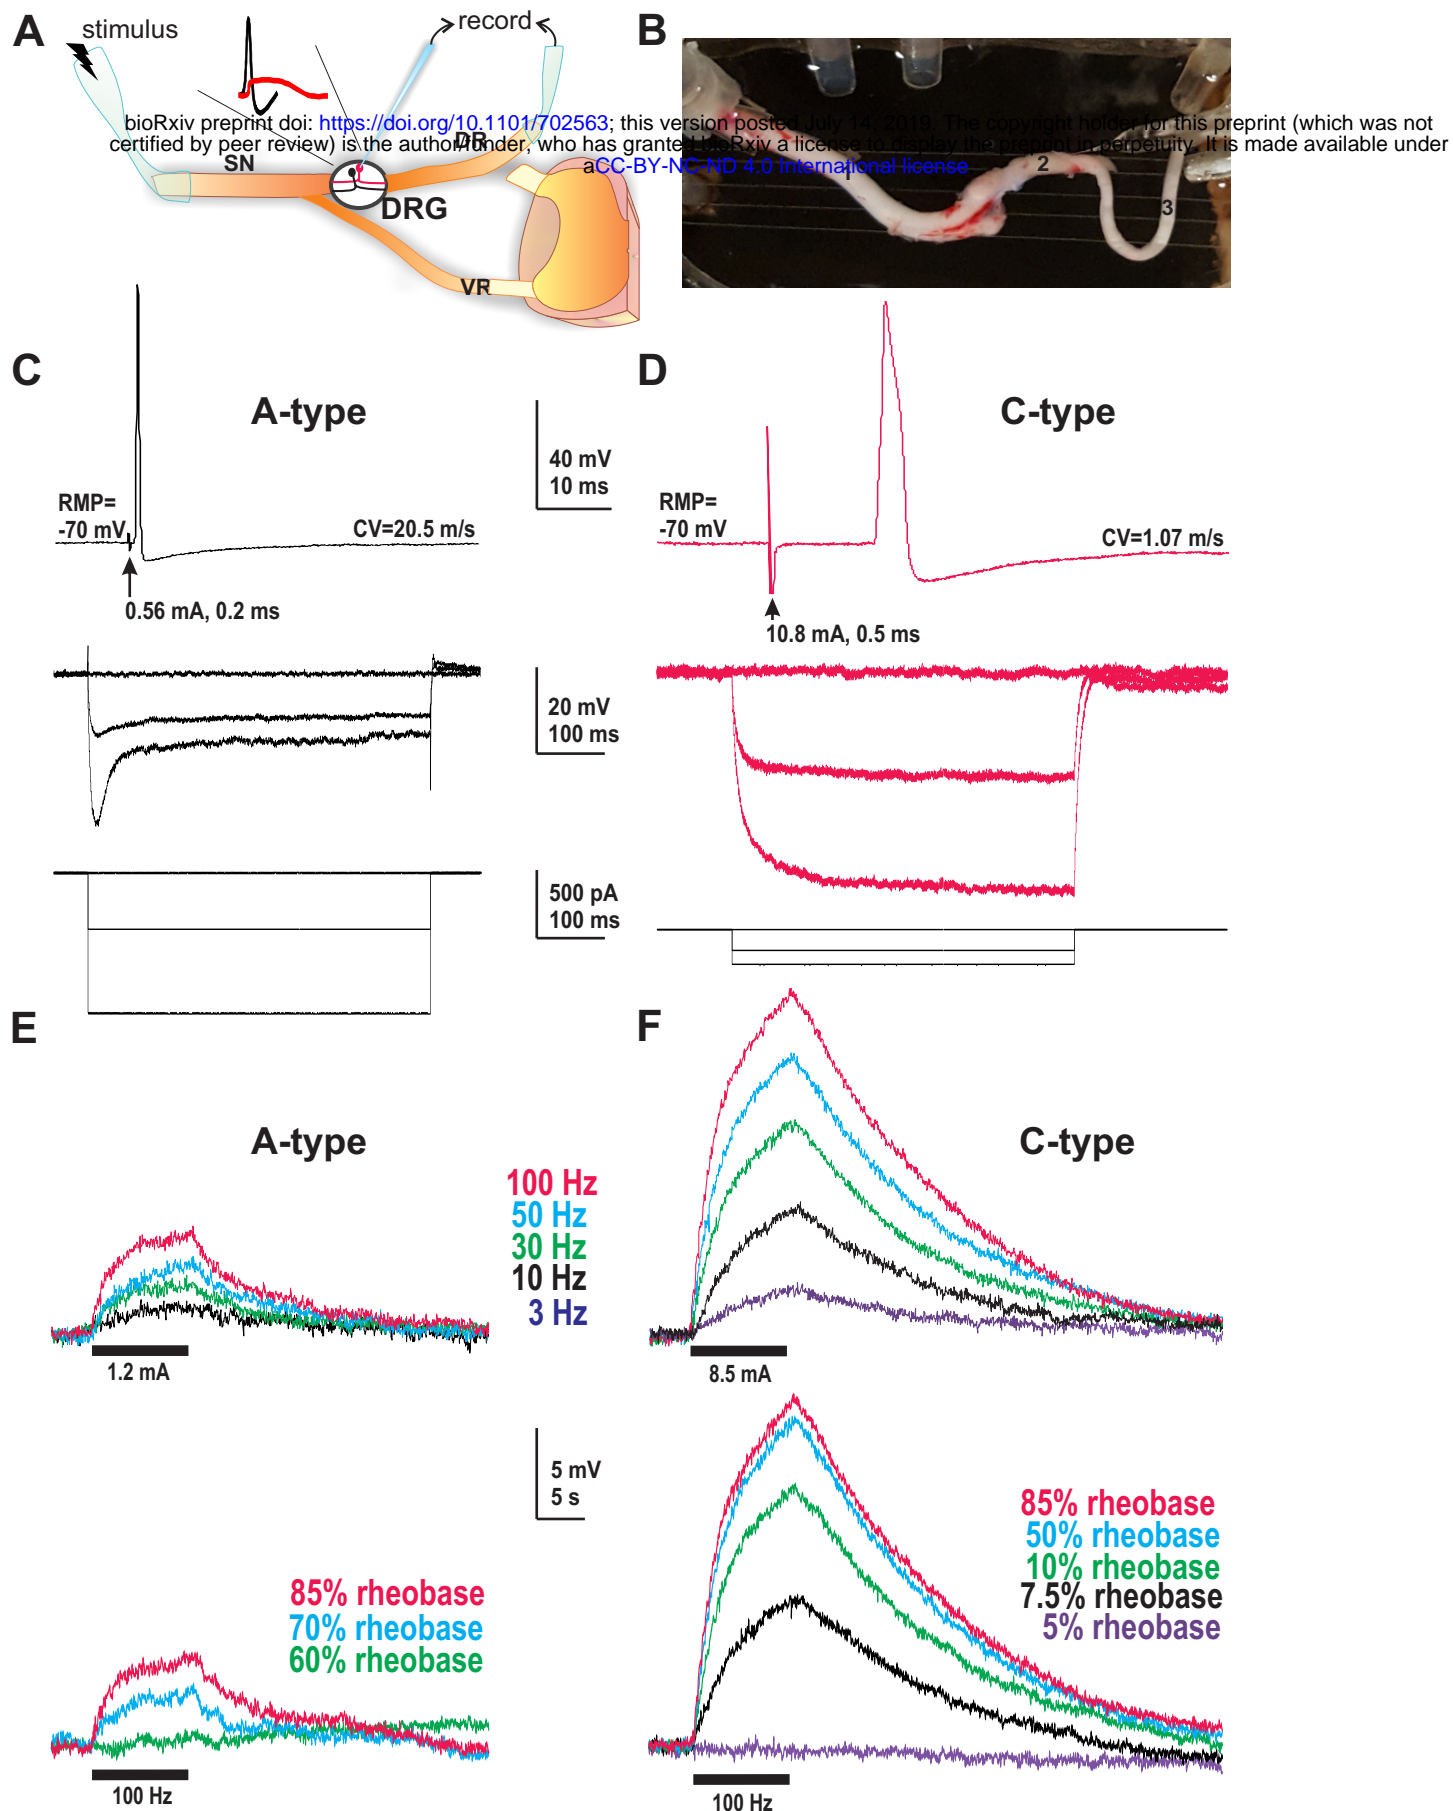 A
stimulus
record
B
bioRxiv preprint doi: https://doi.org/10.1101/702563; this version posted July 14, 2019. The copyright holder for this preprint (which was not
certified by peer review) is the author/funder, who has granted bioRxiv a license to display the preprint in perpetuity. It is made available under
aCC-BY-NC-ND 4.0 International license
SN
DR
DRG
VR
1
2
3
C
A-type
40 mV
10 ms
RMP=
-70 mV
CV=20.5 m/s
0.56 mA, 0.2 ms
20 mV
100 ms
500 pA
100 ms
D
C-type
RMP=
-70 mV
CV=1.07 m/s
10.8 mA, 0.5 ms
E
A-type
100 Hz
50 Hz
30 Hz
10 Hz
3 Hz
1.2 mA
F
C-type
8.5 mA
5 mV
5 s
85% rheobase
70% rheobase
60% rheobase
100 Hz
85% rheobase
50% rheobase
10% rheobase
7.5% rheobase
5% rheobase
100 Hz